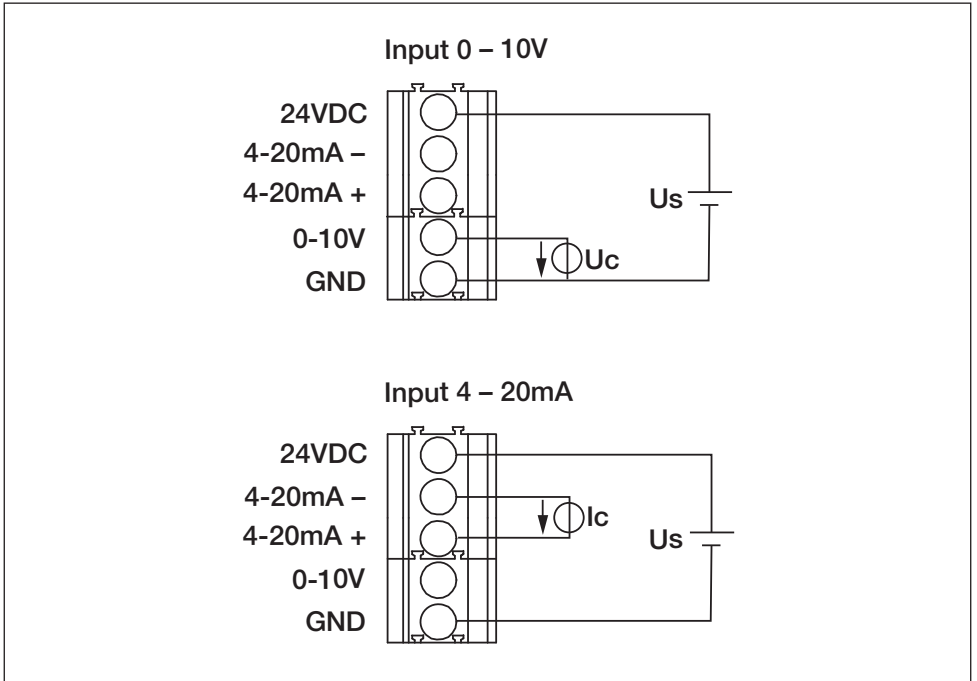 Input 0 – 10V
24VDC
4-20mA –
4-20mA +
Us
0-10V
Uc
GND
Input 4 – 20mA
24VDC
4-20mA –
Ic
4-20mA +
Us
0-10V
GND